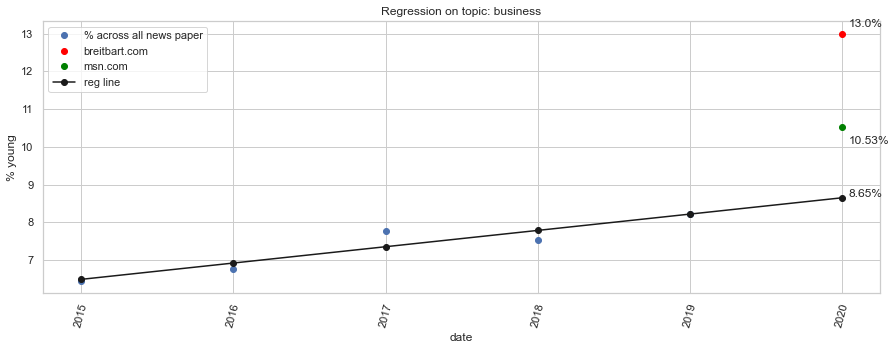 Regression on topic: business
% across all news paper
breitbart.com
msn.com
reg line
13.0%
10.53%
8.65%
% young
13
12
11
10
9
8
7
2015
2016
2017
2018
2019
2020
date